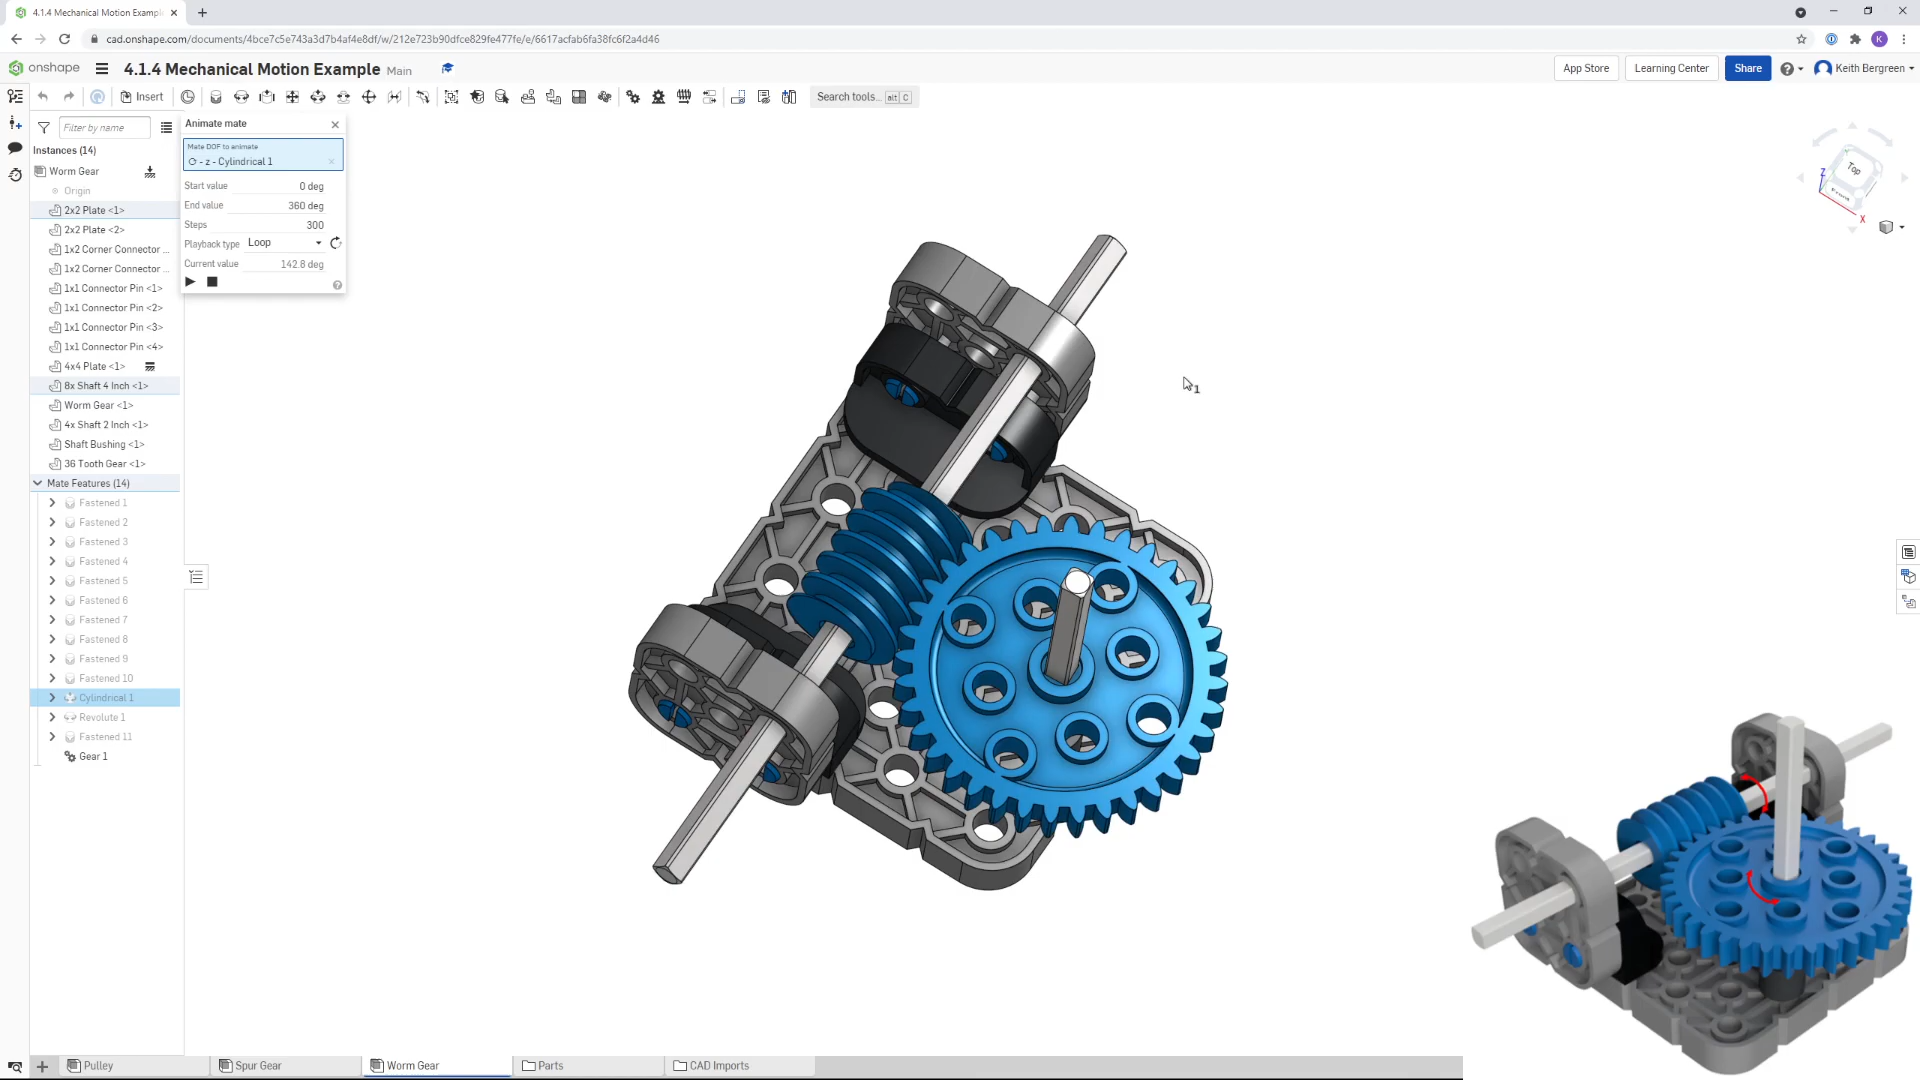 4.1.4 Mechanical Motion Exampl
cad.onshape.com/documents/4bce7c5e743a3d7b4af4e8df/w/212e723b90dfce829fe477fe/e/6617acfab6fa38fc6f2a4d46
K
onshape
4.1.4 Mechanical Motion Example Main
App Store
Learning Center
Share
Keith Bergreen
Insert
Search tools... alt C
Filter by name
Instances (14)
Worm Gear
Origin
2x2 Plate <1>
2x2 Plate <2>
1x2 Corner Connector ...
1x2 Corner Connector ...
1x1 Connector Pin <1>
1x1 Connector Pin <2>
1x1 Connector Pin <3>
1x1 Connector Pin <4>
4x4 Plate <1>
8x Shaft 4 Inch <1>
Worm Gear <1>
4x Shaft 2 Inch <1>
Shaft Bushing <1>
36 Tooth Gear <1>
Mate Features (14)
Fastened 1
Fastened 2
Fastened 3
Fastened 4
Fastened 5
Fastened 6
Fastened 7
Fastened 8
Fastened 9
Fastened 10
Cylindrical 1
Revolute 1
Fastened 11
Gear 1
Animate mate
Mate DOF to animate
- z - Cylindrical 1
Start value 0 deg
End value 360 deg
Steps 300
Playback type Loop
Current value 142.8 deg
1
Top
Front
Z
X
Pulley
Spur Gear
Worm Gear
Parts
CAD Imports